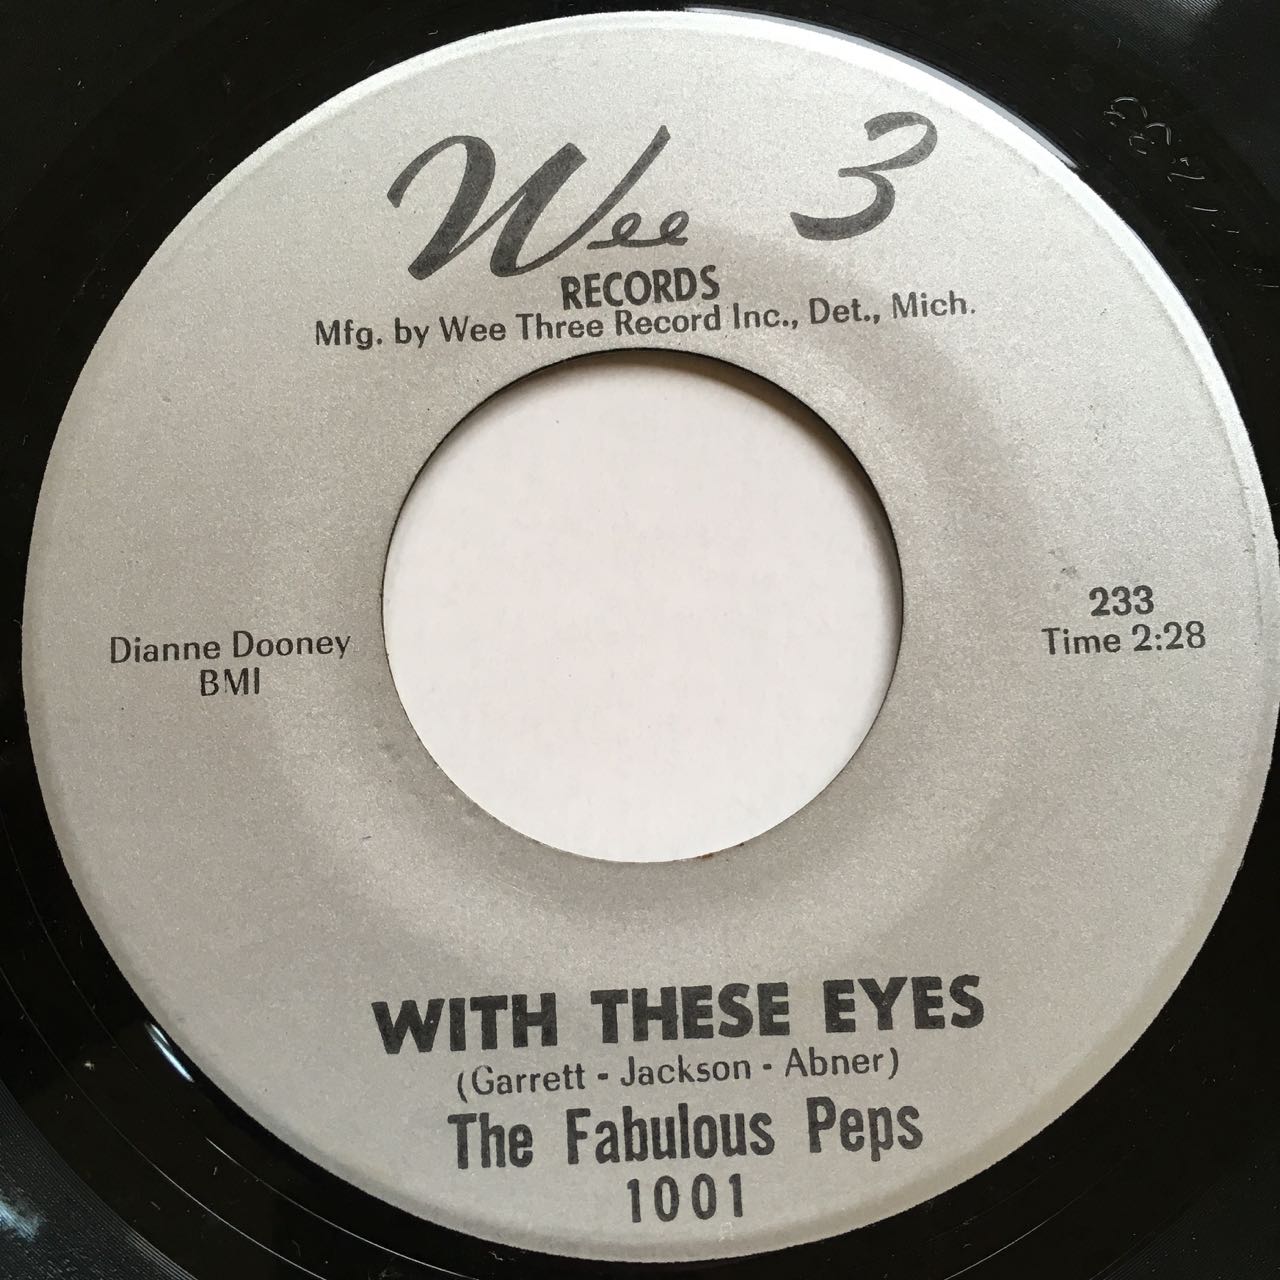 Wee 3
RECORDS
Mfg. by Wee Three Record Inc., Det., Mich.
Dianne Dooney
BMI
233
Time 2:28
WITH THESE EYES
(Garrett - Jackson - Abner)
The Fabulous Peps
1001